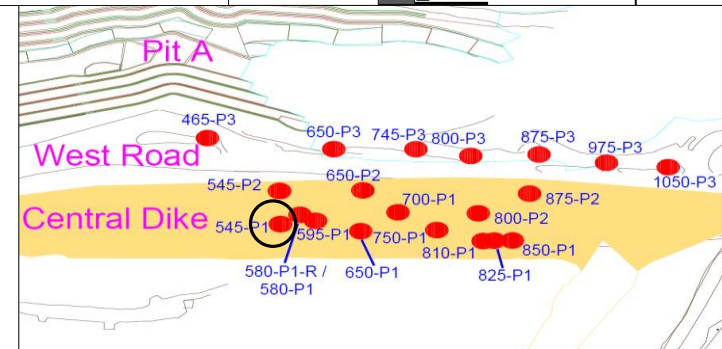 Pit A
465-P3
650-P3
745-P3
800-P3
875-P3
975-P3
1050-P3
West Road
545-P2
650-P2
875-P2
Central Dike
545-P1
595-P1
700-P1
750-P1
800-P2
810-P1
850-P1
825-P1
580-P1-R /
580-P1
650-P1